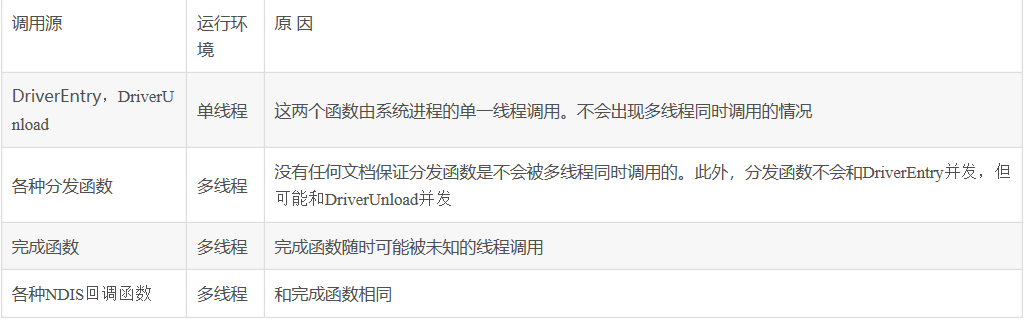 调用源 运行环 原 因
境
DriverEntry，DriverU 单线程 这两个函数由系统进程的单一线程调用。不会出现多线程同时调用的情况
nload
各种分发函数 多线程 没有任何文档保证分发函数是不会被多线程同时调用的。此外，分发函数不会和DriverEntry并发，但
可能和DriverUnload并发
完成函数 多线程 完成函数随时可能被未知的线程调用
各种NDIS回调函数 多线程 和完成函数相同